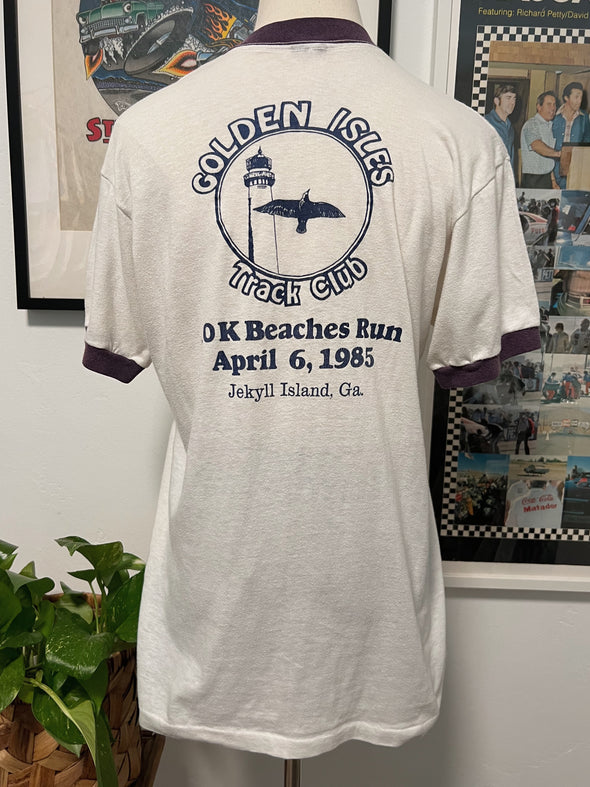 Featuring: Richard Petty/David
GOLDEN ISLES
Track Club
0 K Beaches Run
April 6, 1985
Jekyll Island, Ga.
Coca Cola
Matador